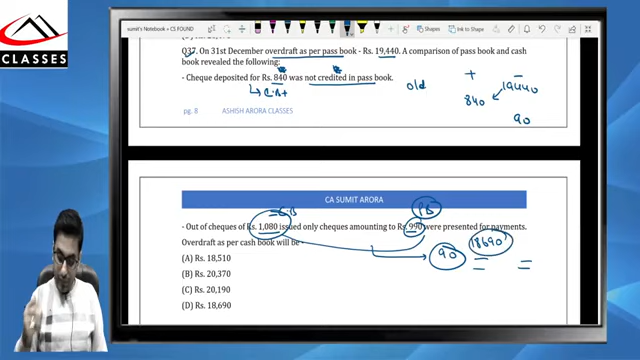 sumit's Notebook » CS FOUND...
Eraser
Ink to Shape
Ink to
Q37. On 31st December overdraft as per pass book - Rs. 19,440. A comparison of pass book and cash
book revealed the following:
- Cheque deposited for Rs. 840 was not credited in pass book.
C.B+
old
+
-
19440
840
90
pg. 8
ASHISH ARORA CLASSES
CLASSES
CA SUMIT ARORA
-C.B
PB
- Out of cheques of Rs. 1,080 issued only cheques amounting to Rs. 990 were presented for payments.
Overdraft as per cash book will be -
90
18690
(A) Rs. 18,510
(B) Rs. 20,370
(C) Rs. 20,190
(D) Rs. 18,690